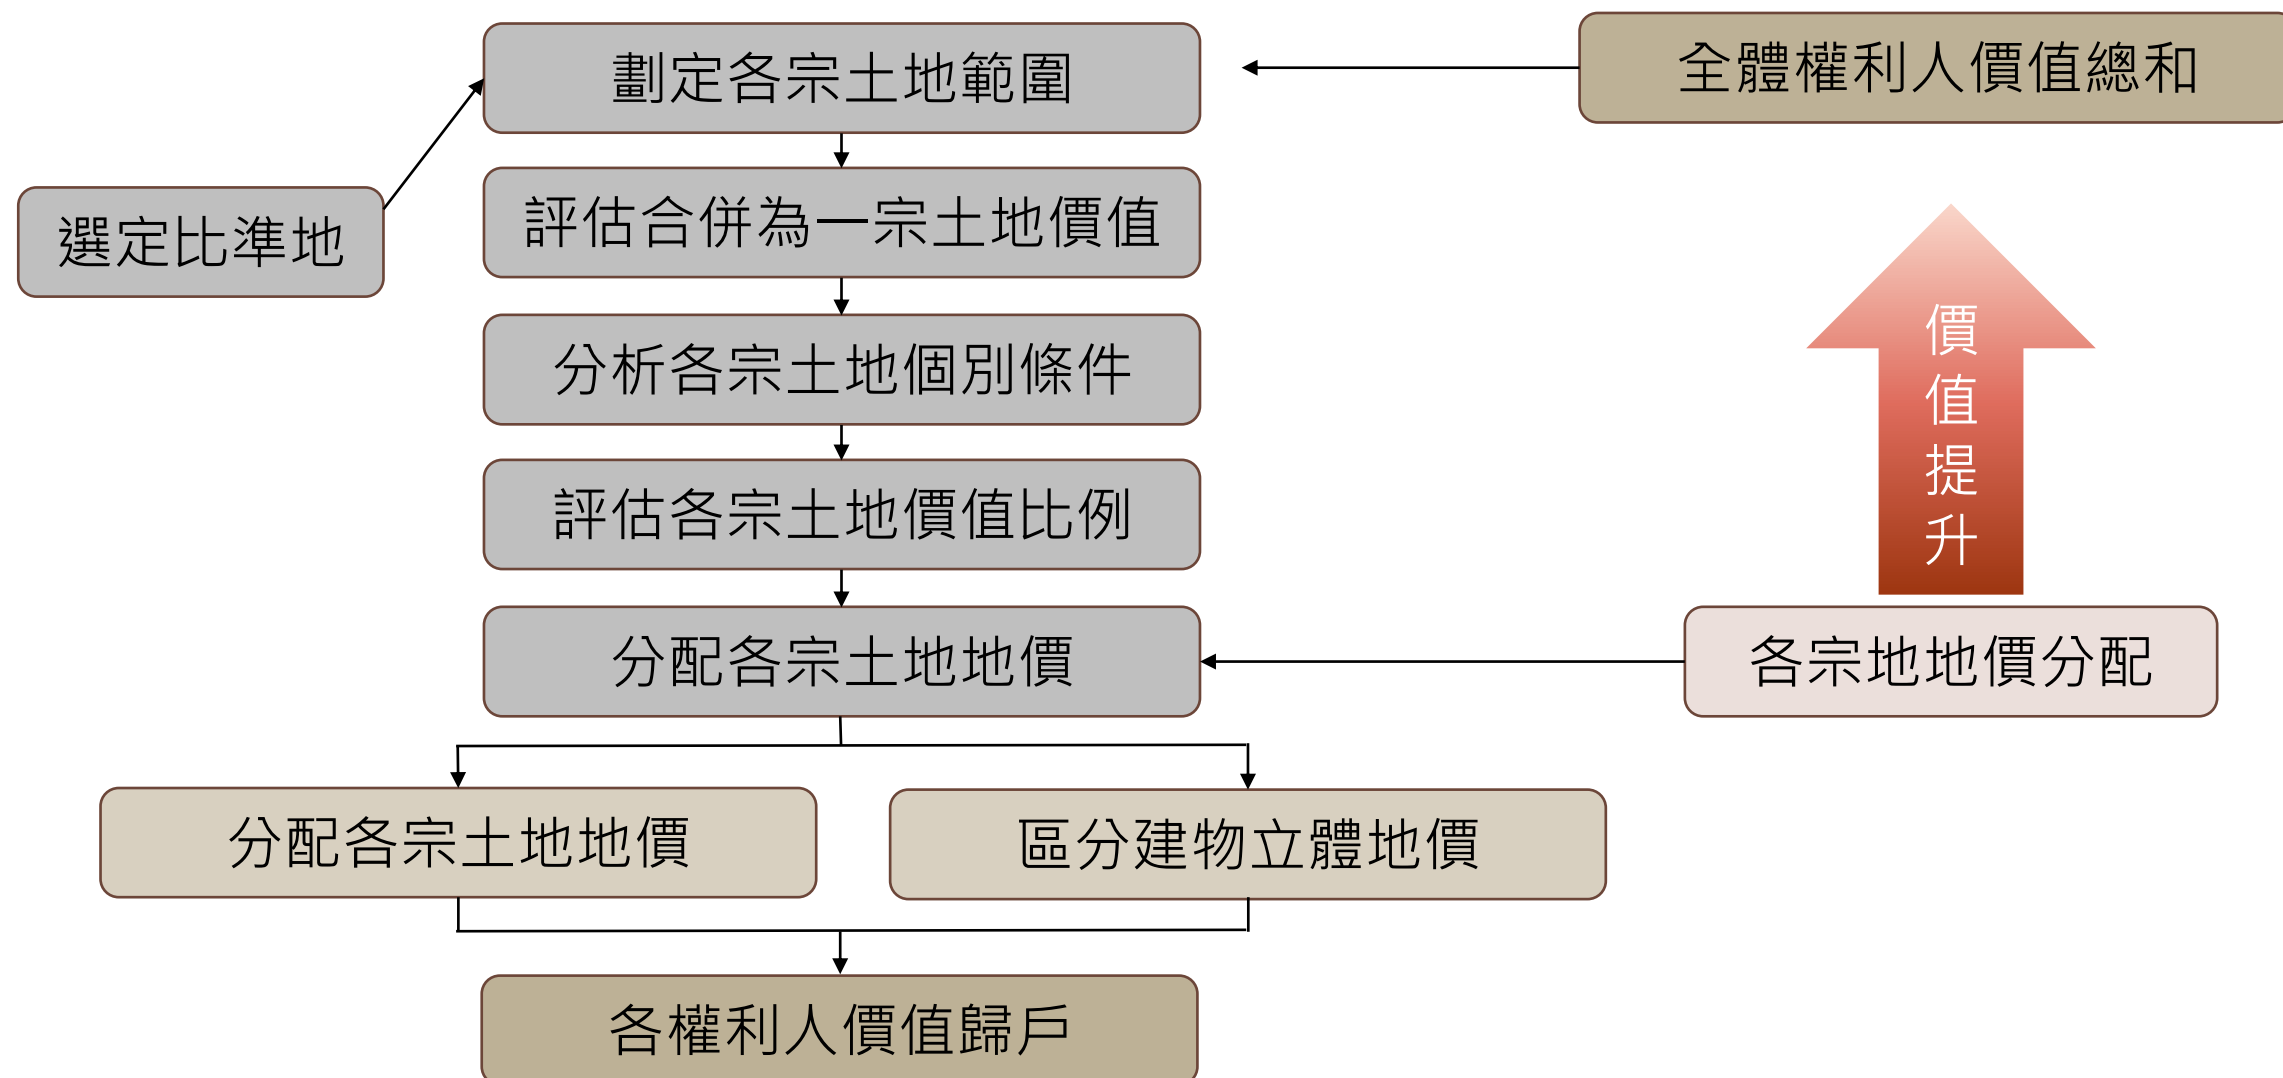 劃定各宗土地範圍
全體權利人價值總和
選定比準地
評估合併為一宗土地價值
分析各宗土地個別條件
評估各宗土地價值比例
價
值
提
升
分配各宗土地地價
各宗地地價分配
分配各宗土地地價
區分建物立體地價
各權利人價值歸戶